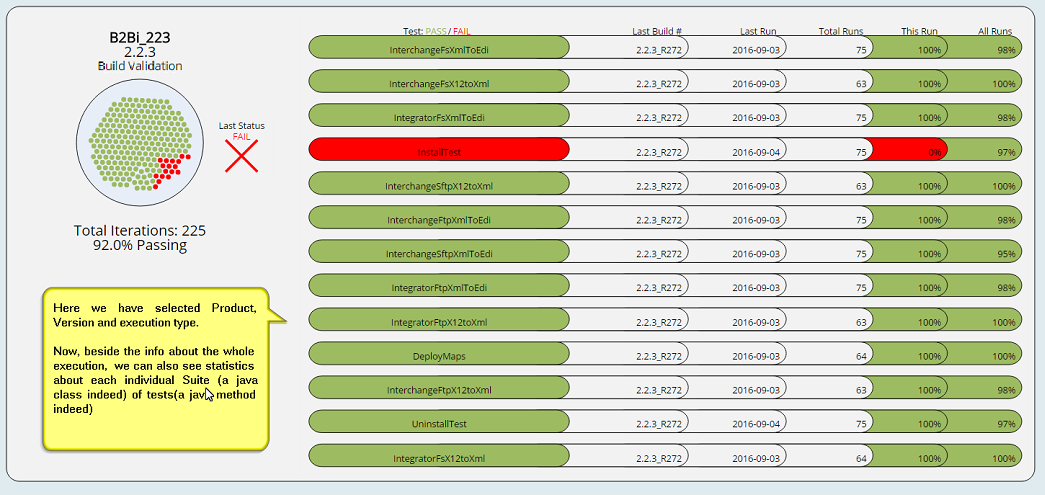 B2Bi_223
2.2.3
Build Validation
Last Status
FAIL
Total Iterations: 225
92.0% Passing
Here we have selected Product,
Version and execution type.
Now, beside the info about the whole
execution, we can also see statistics
about each individual Suite (a java
class indeed) of tests(a java method
indeed)
Test: PASS/ FAIL Last Build # Last Run Total Runs This Run All Runs
InterchangeFsXmlToEdi 2.2.3_R272 2016-09-03 75 100% 98%
InterchangeFsX12toXml 2.2.3_R272 2016-09-03 63 100% 100%
IntegratorFsXmlToEdi 2.2.3_R272 2016-09-03 75 100% 98%
InstallTest 2.2.3_R272 2016-09-04 75 0% 97%
InterchangeSftpX12toXml 2.2.3_R272 2016-09-03 63 100% 100%
InterchangeFtpXmlToEdi 2.2.3_R272 2016-09-03 75 100% 98%
InterchangeSftpXmlToEdi 2.2.3_R272 2016-09-03 75 100% 95%
IntegratorFtpXmlToEdi 2.2.3_R272 2016-09-03 75 100% 98%
IntegratorFtpX12toXml 2.2.3_R272 2016-09-03 63 100% 100%
DeployMaps 2.2.3_R272 2016-09-03 64 100% 100%
InterchangeFtpX12toXml 2.2.3_R272 2016-09-03 63 100% 98%
UninstallTest 2.2.3_R272 2016-09-04 75 100% 97%
IntegratorFsX12toXml 2.2.3_R272 2016-09-03 64 100% 100%